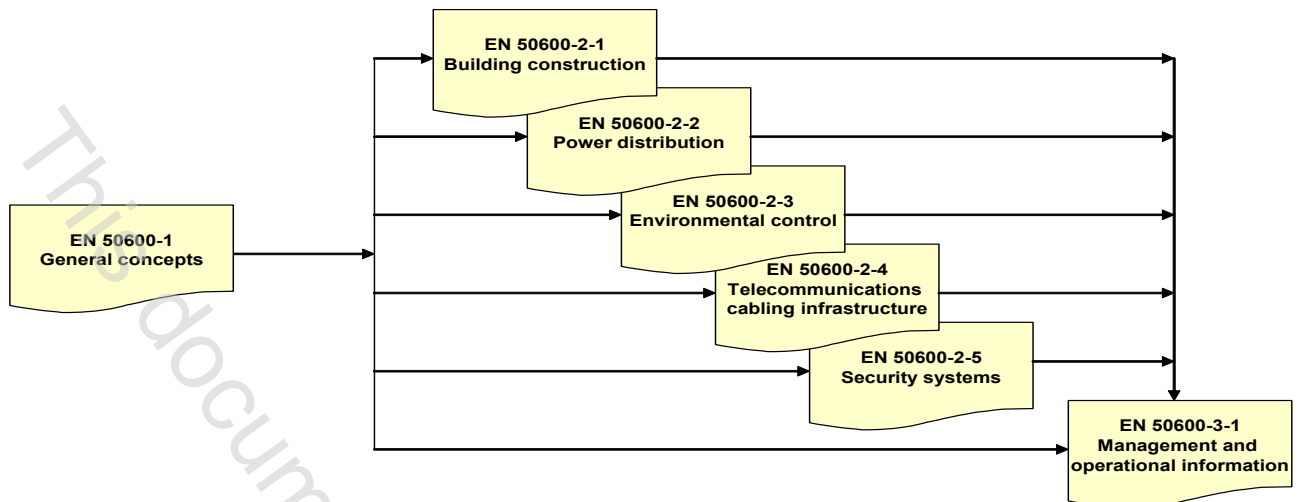 EN 50600-2-1
Building construction
EN 50600-2-2
Power distribution
EN 50600-2-3
Environmental control
EN 50600-1
General concepts
EN 50600-2-4
Telecommunications
cabling infrastructure
EN 50600-2-5
Security systems
EN 50600-3-1
Management and
operational information
This docum